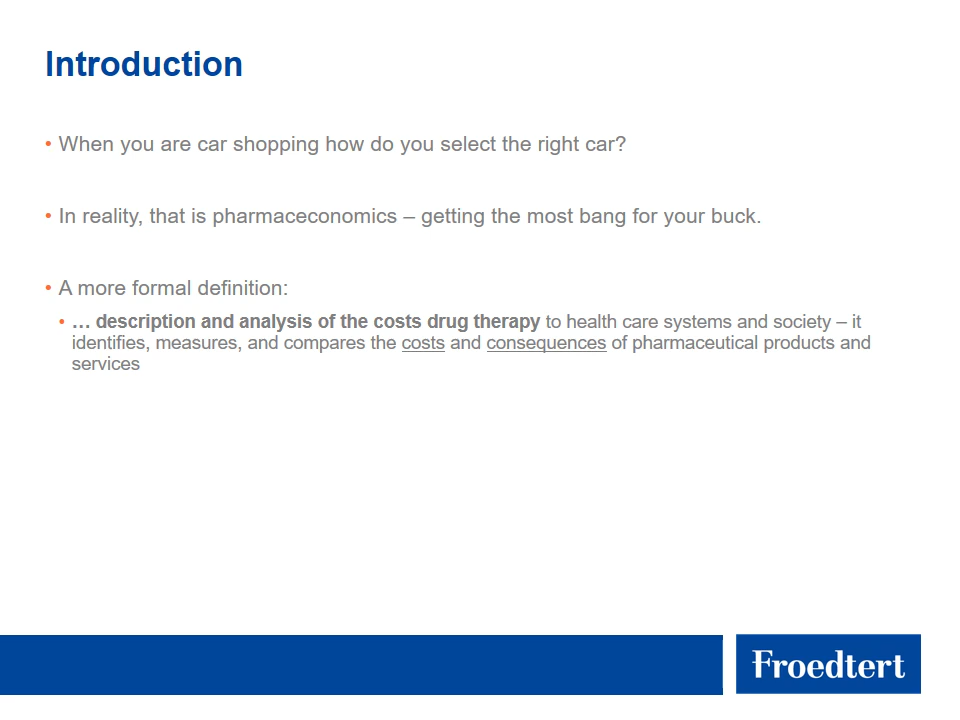 Introduction
• When you are car shopping how do you select the right car?
• In reality, that is pharmaceconomics – getting the most bang for your buck.
• A more formal definition:
• … description and analysis of the costs drug therapy to health care systems and society – it
identifies, measures, and compares the costs and consequences of pharmaceutical products and
services
Froedtert